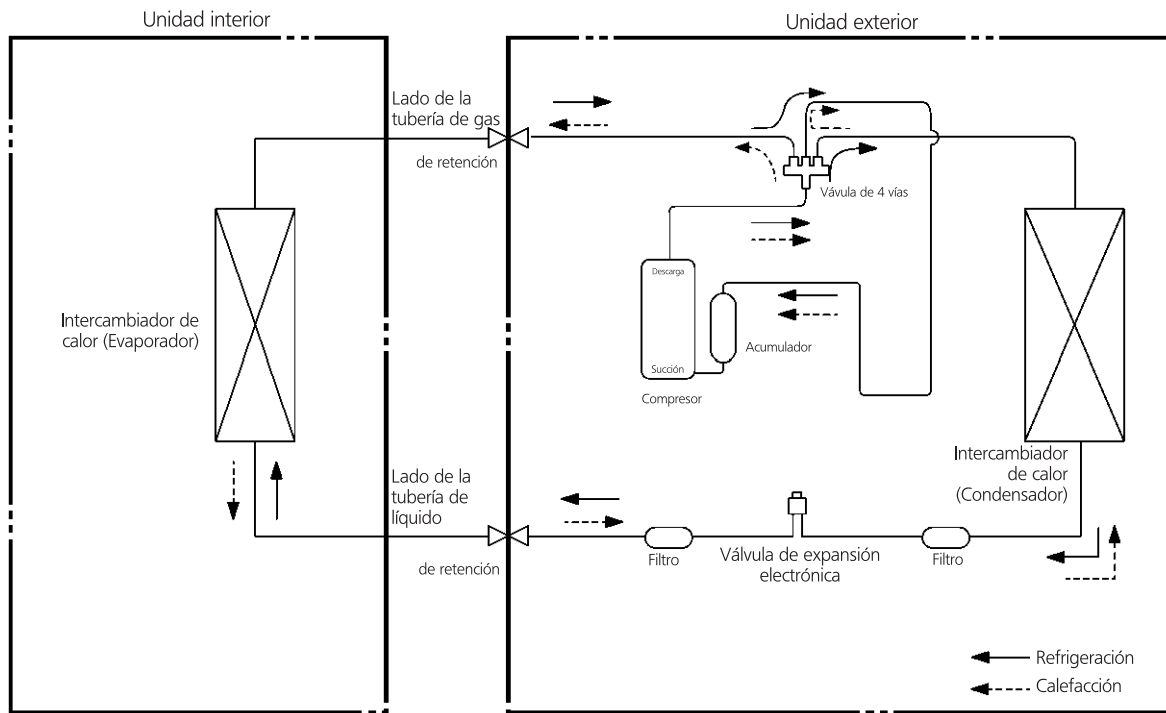 Unidad interior
Unidad exterior
Lado de la
tubería de gas
de retención
Vávula de 4 vías
Descarga
Succión
Compresor
Acumulador
Intercambiador de
calor (Evaporador)
Intercambiador
de calor
(Condensador)
Lado de la
tubería de
líquido
de retención
Filtro
Válvula de expansión
electrónica
Filtro
Refrigeración
Calefacción